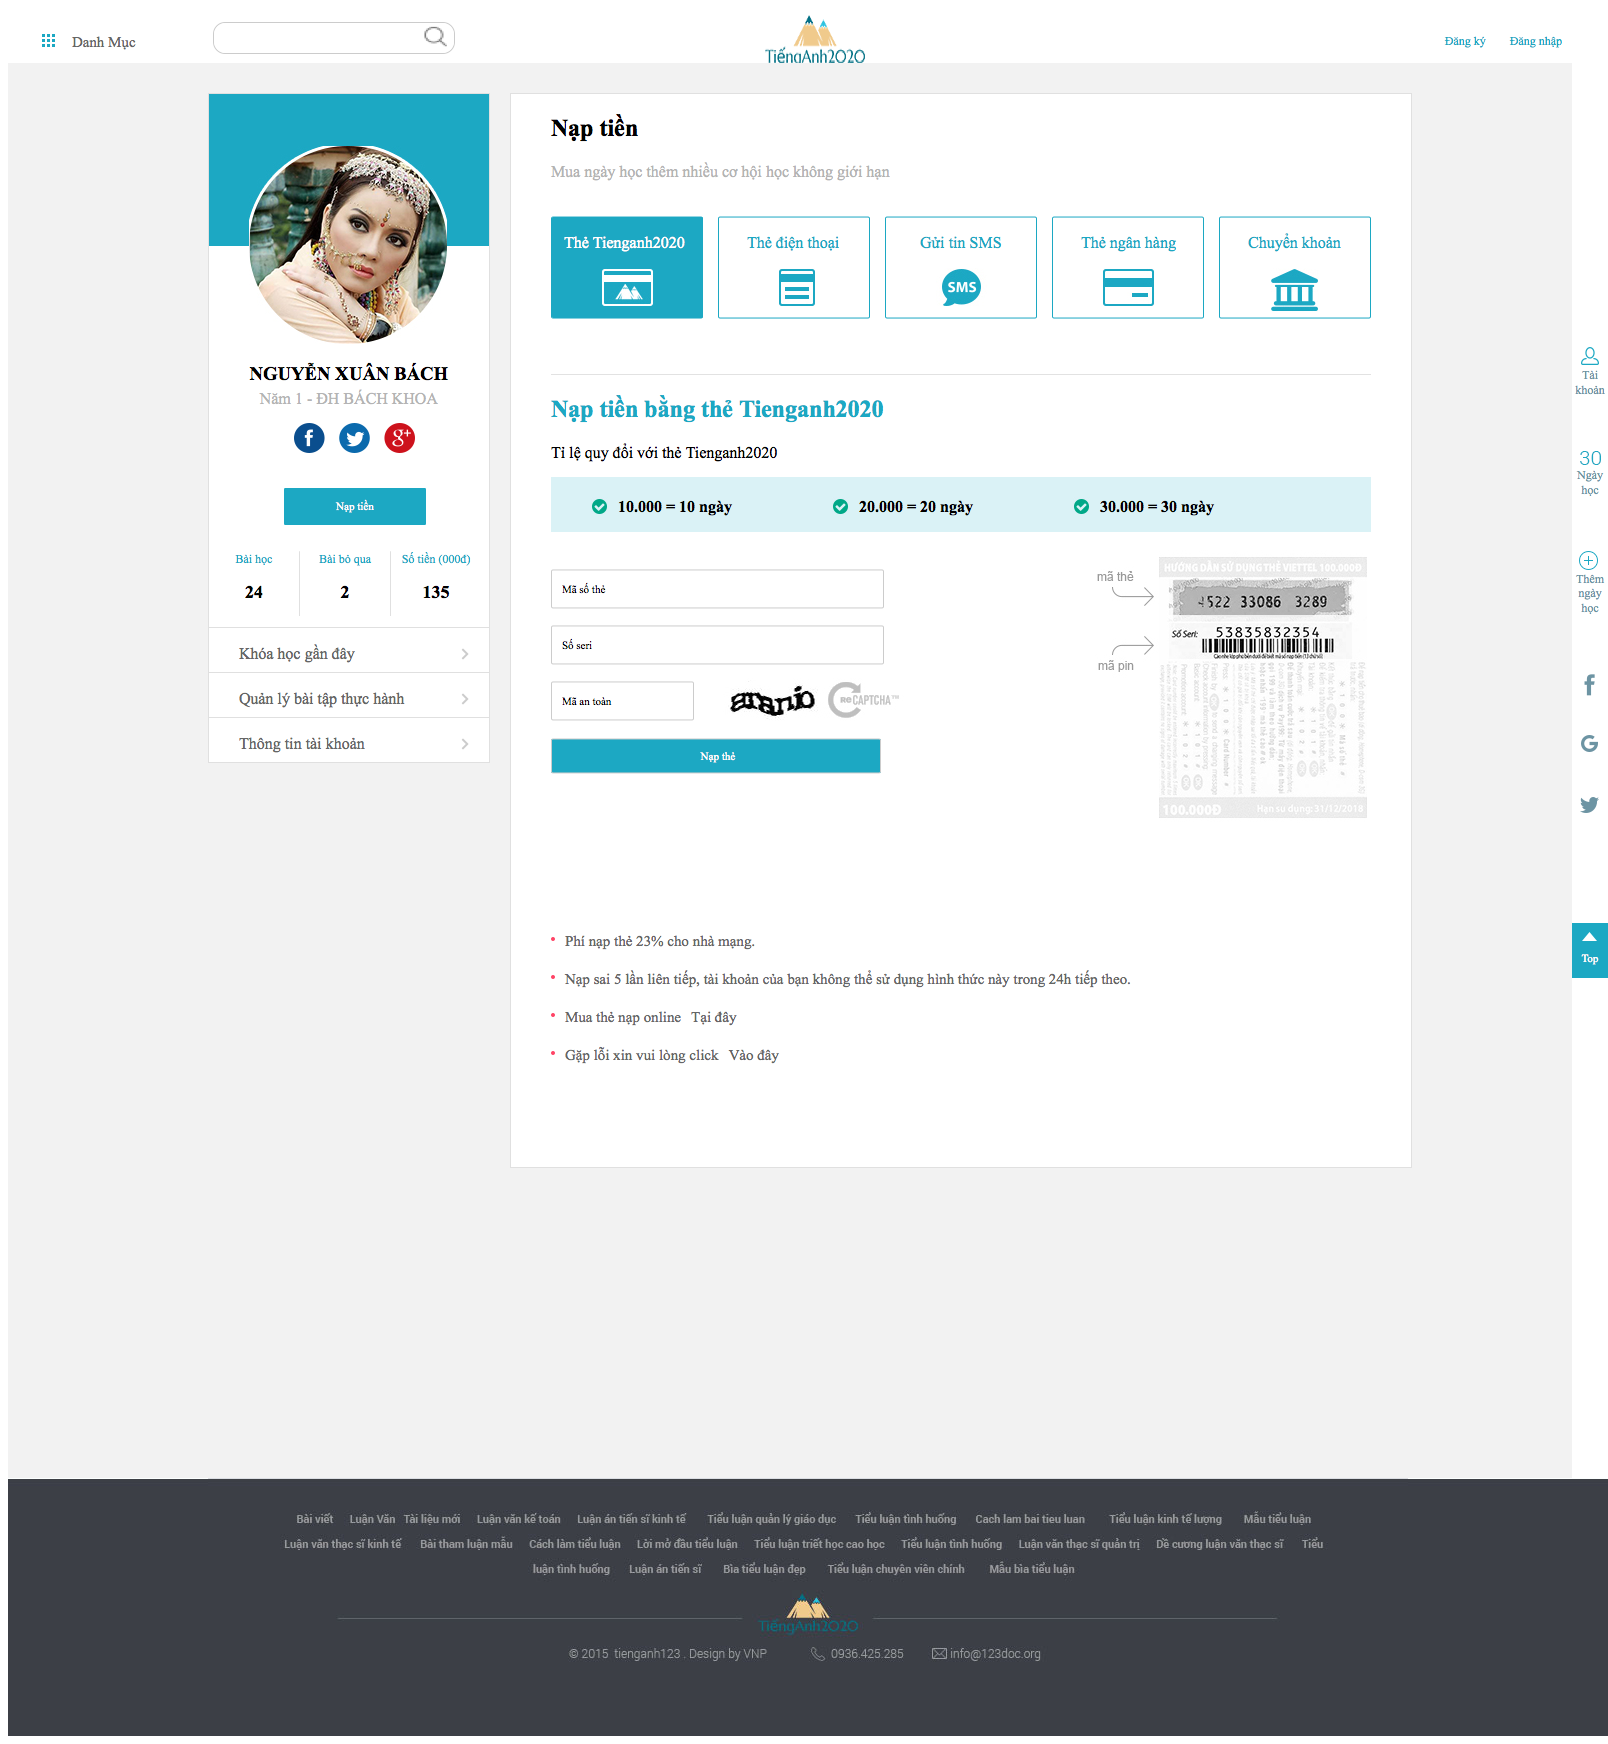 Danh Mục
TiếngAnh2020
Đăng ký
Đăng nhập
NGUYỄN XUÂN BÁCH
Năm 1 - ĐH BÁCH KHOA
Nạp tiền
Bài học
Bài bỏ qua
Số tiền (000đ)
24
2
135
Khóa học gần đây
Quản lý bài tập thực hành
Thông tin tài khoản
Nạp tiền
Mua ngày học thêm nhiều cơ hội học không giới hạn
Thẻ Tienganh2020
Thẻ điện thoại
Gửi tin SMS
SMS
Thẻ ngân hàng
Chuyển khoản
Nạp tiền bằng thẻ Tienganh2020
Tỉ lệ quy đổi với thẻ Tienganh2020
10.000 = 10 ngày
20.000 = 20 ngày
30.000 = 30 ngày
Mã số thẻ
Số seri
Mã an toàn
aranio
ReCAPTCHA™
Nạp thẻ
mã thẻ
mã pin
HƯỚNG DẪN SỬ DỤNG THẺ VIETTEL 100.000Đ
4522 33086 3289
Số Seri: 53835832354
100.000Đ
Hạn sử dụng: 31/12/2018
Phí nạp thẻ 23% cho nhà mạng.
Nạp sai 5 lần liên tiếp, tài khoản của bạn không thể sử dụng hình thức này trong 24h tiếp theo.
Mua thẻ nạp online Tại đây
Gặp lỗi xin vui lòng click Vào đây
Tài
khoản
30
Ngày
học
Thêm
ngày
học
Top
Bài viết Luận Văn Tài liệu mới Luận văn kế toán Luận án tiến sĩ kinh tế Tiểu luận quản lý giáo dục Tiểu luận tình huống Cach lam bai tieu luan Tiểu luận kinh tế lượng Mẫu tiểu luận
Luận văn thạc sĩ kinh tế Bài tham luận mẫu Cách làm tiểu luận Lời mở đầu tiểu luận Tiểu luận triết học cao học Tiểu luận tình huống Luận văn thạc sĩ quản trị Dề cương luận văn thạc sĩ Tiểu
luận tình huống Luận án tiến sĩ Bìa tiểu luận đẹp Tiểu luận chuyên viên chính Mẫu bìa tiểu luận
TiếngAnh2020
© 2015 tienganh123 . Design by VNP
0936.425.285
info@123doc.org